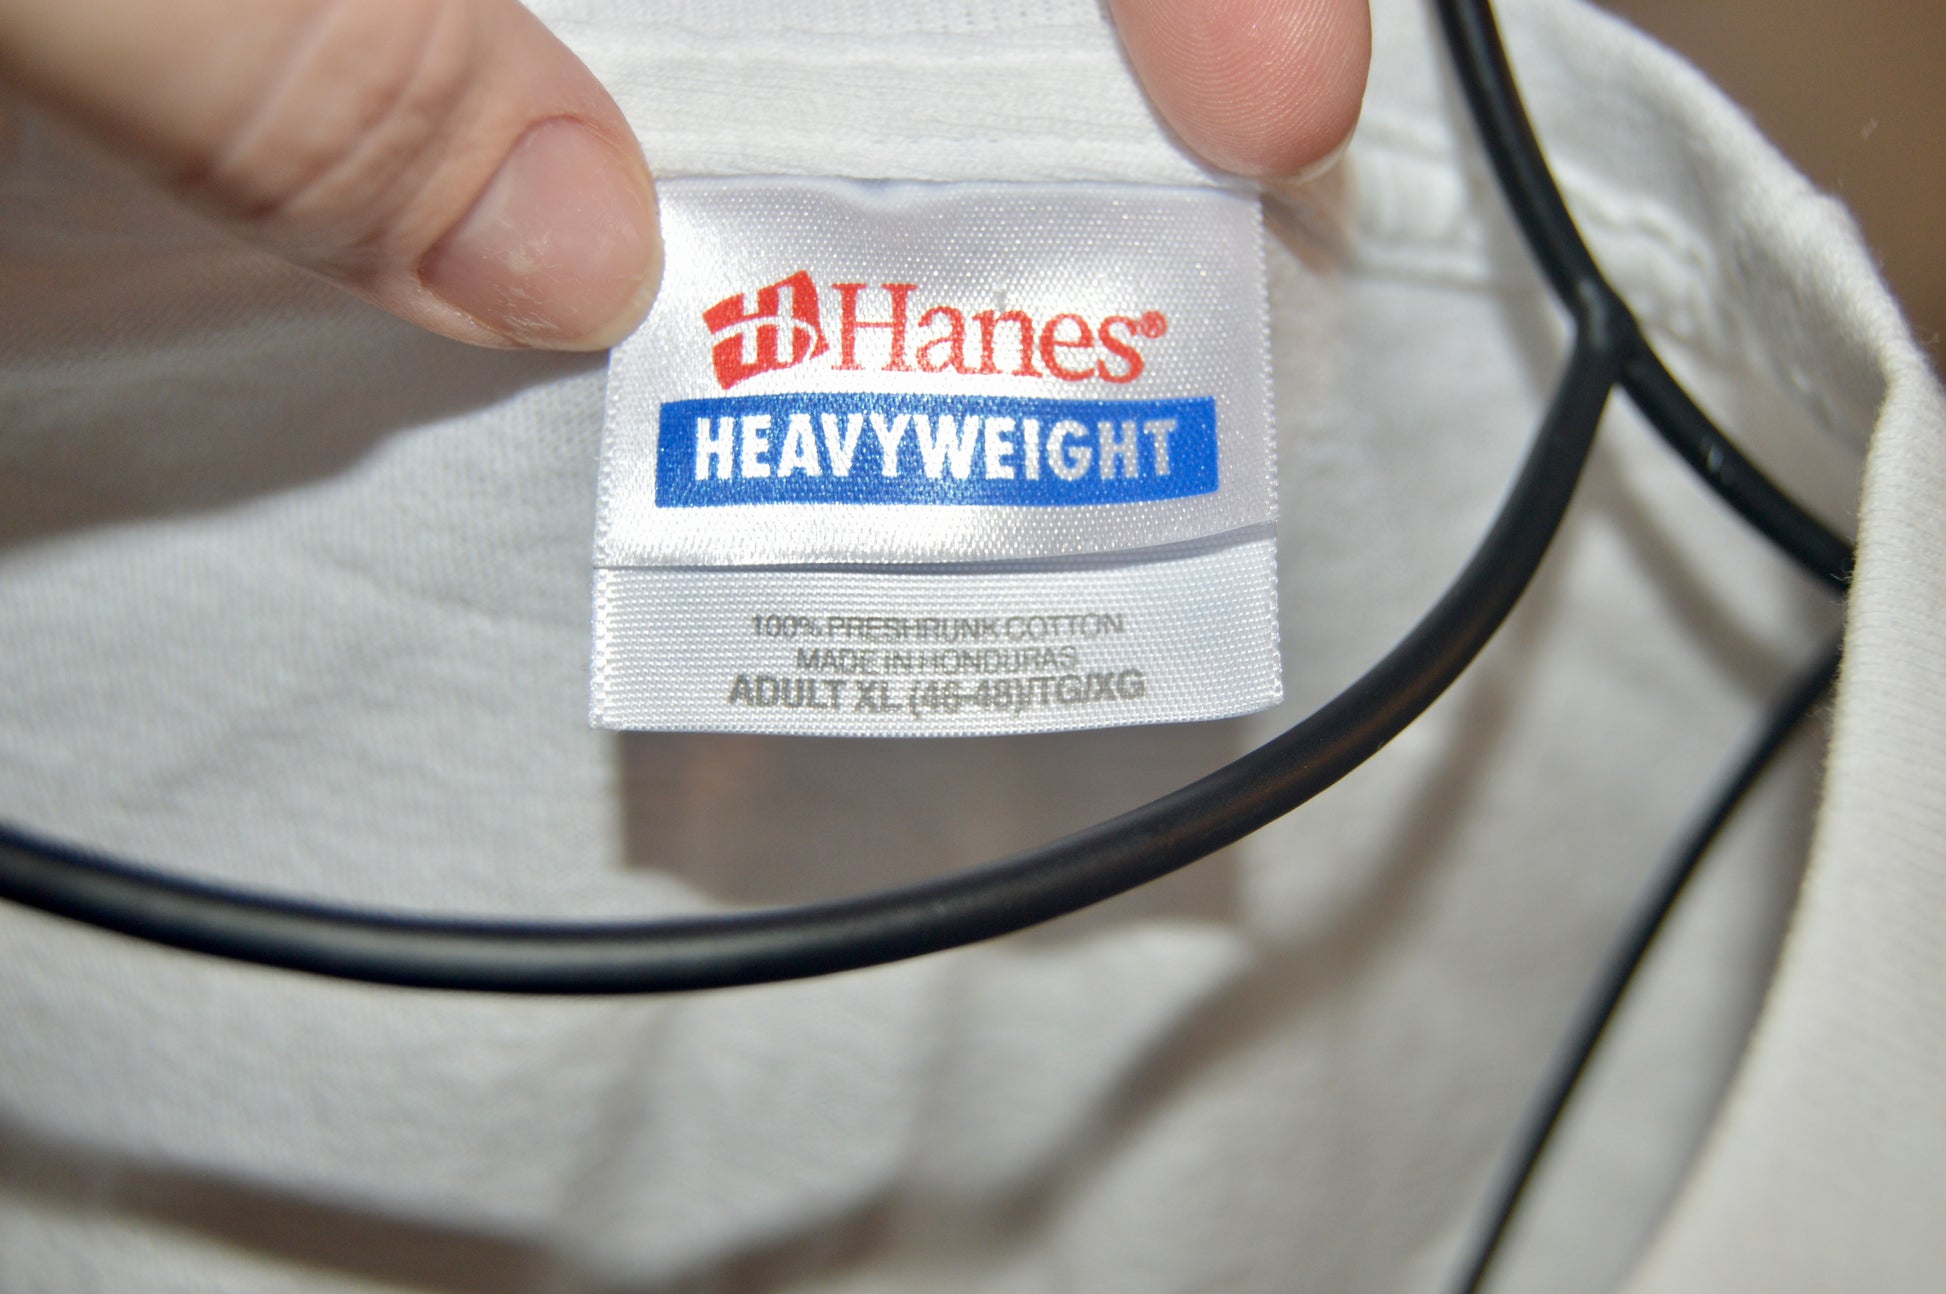 Hanes®
HEAVYWEIGHT
100% PRESHRUNK COTTON
MADE IN HONDURAS
ADULT XL (46-48)/TG/XG